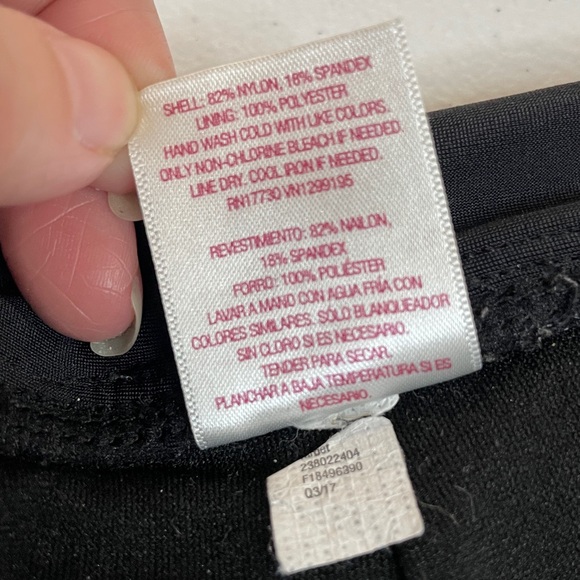 SHELL: 82% NYLON, 18% SPANDEX
LINING: 100% POLYESTER
HAND WASH COLD WITH LIKE COLORS.
ONLY NON-CHLORINE BLEACH IF NEEDED.
LINE DRY. COOL IRON IF NEEDED.
RN17730 VN1299195
REVESTIMIENTO: 82% NAILON,
18% SPANDEX
FORRO: 100% POLIÉSTER
LAVAR A MANO CON AGUA FRÍA CON
COLORES SIMILARES. SÓLO BLANQUEADOR
SIN CLORO SI ES NECESARIO.
TENDER PARA SECAR.
PLANCHAR A BAJA TEMPERATURA SI ES
NECESARIO.
238022404
F18496390
Q3/17